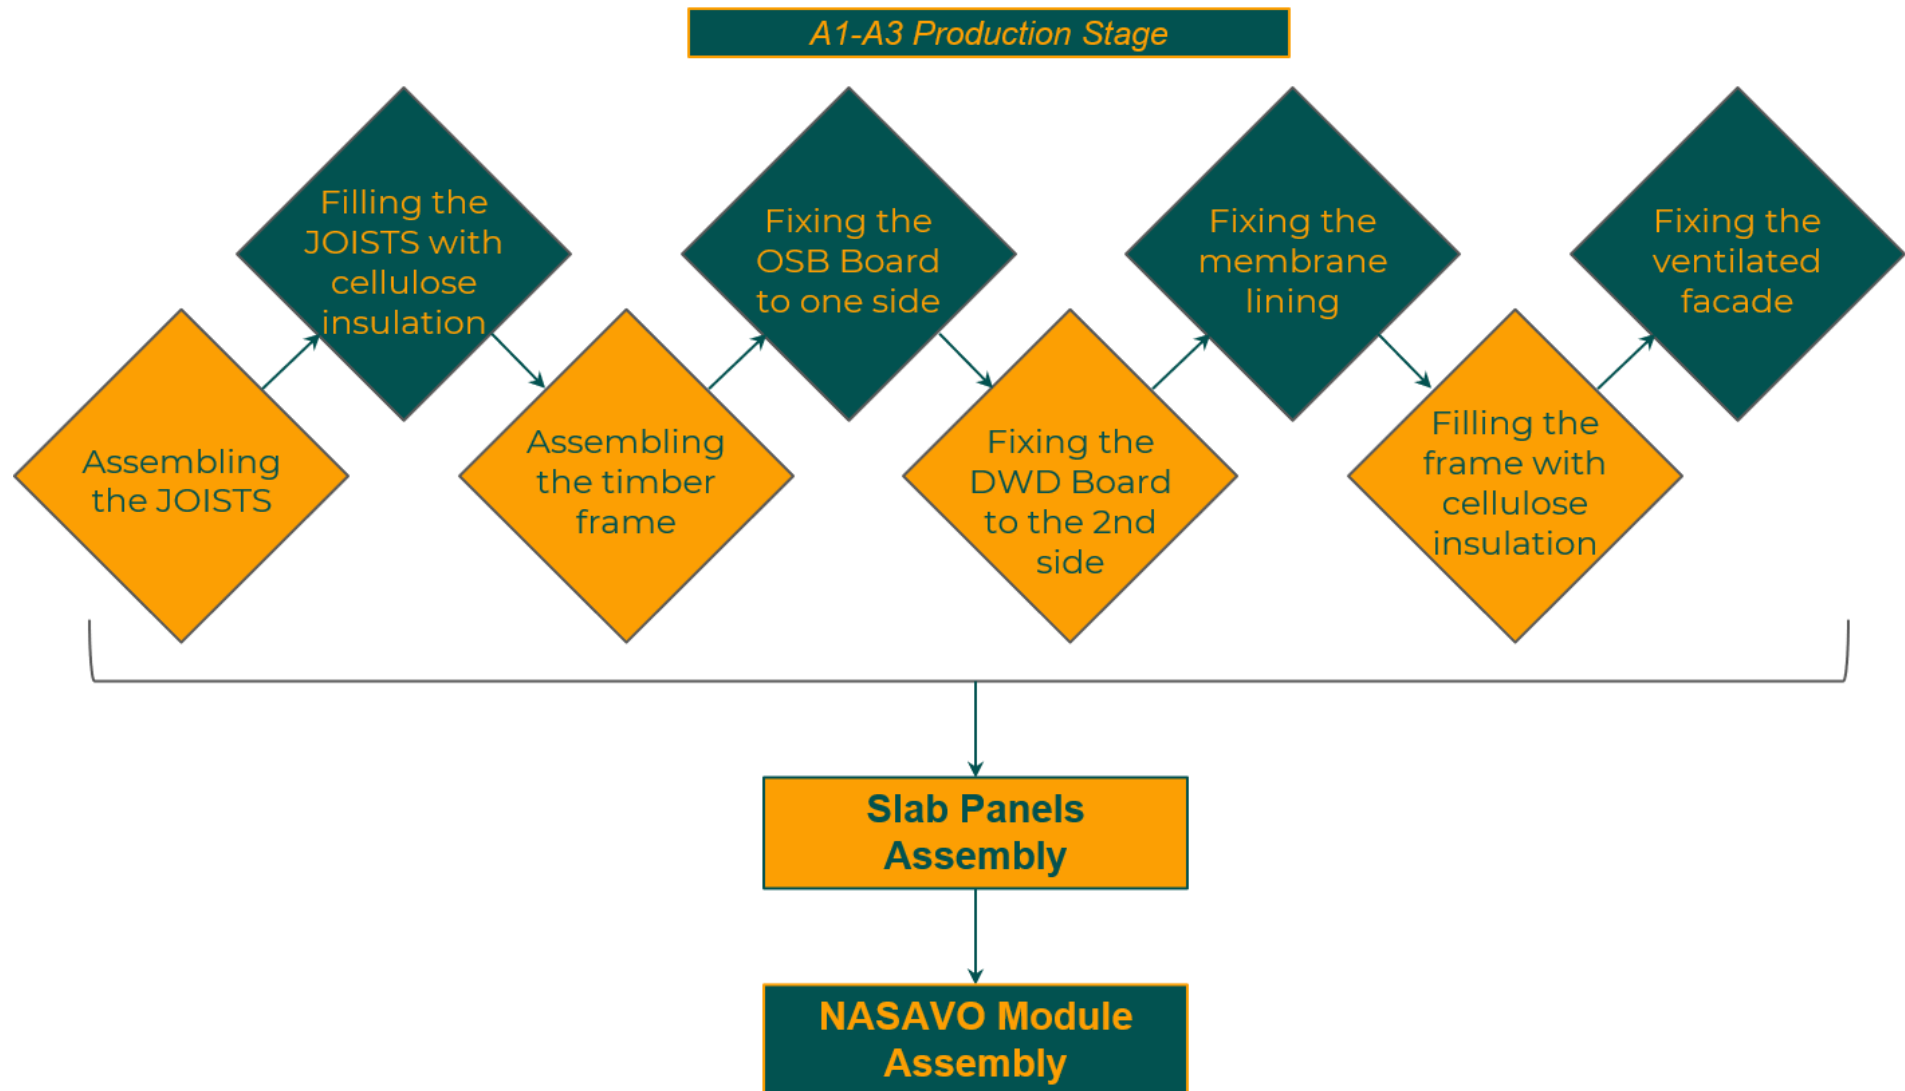 A1-A3 Production Stage
Assembling
the JOISTS
Filling the
JOISTS with
cellulose
insulation
Assembling
the timber
frame
Fixing the
OSB Board
to one side
Fixing the
DWD Board
to the 2nd
side
Fixing the
membrane
lining
Filling the
frame with
cellulose
insulation
Fixing the
ventilated
facade
Slab Panels
Assembly
NASAVO Module
Assembly